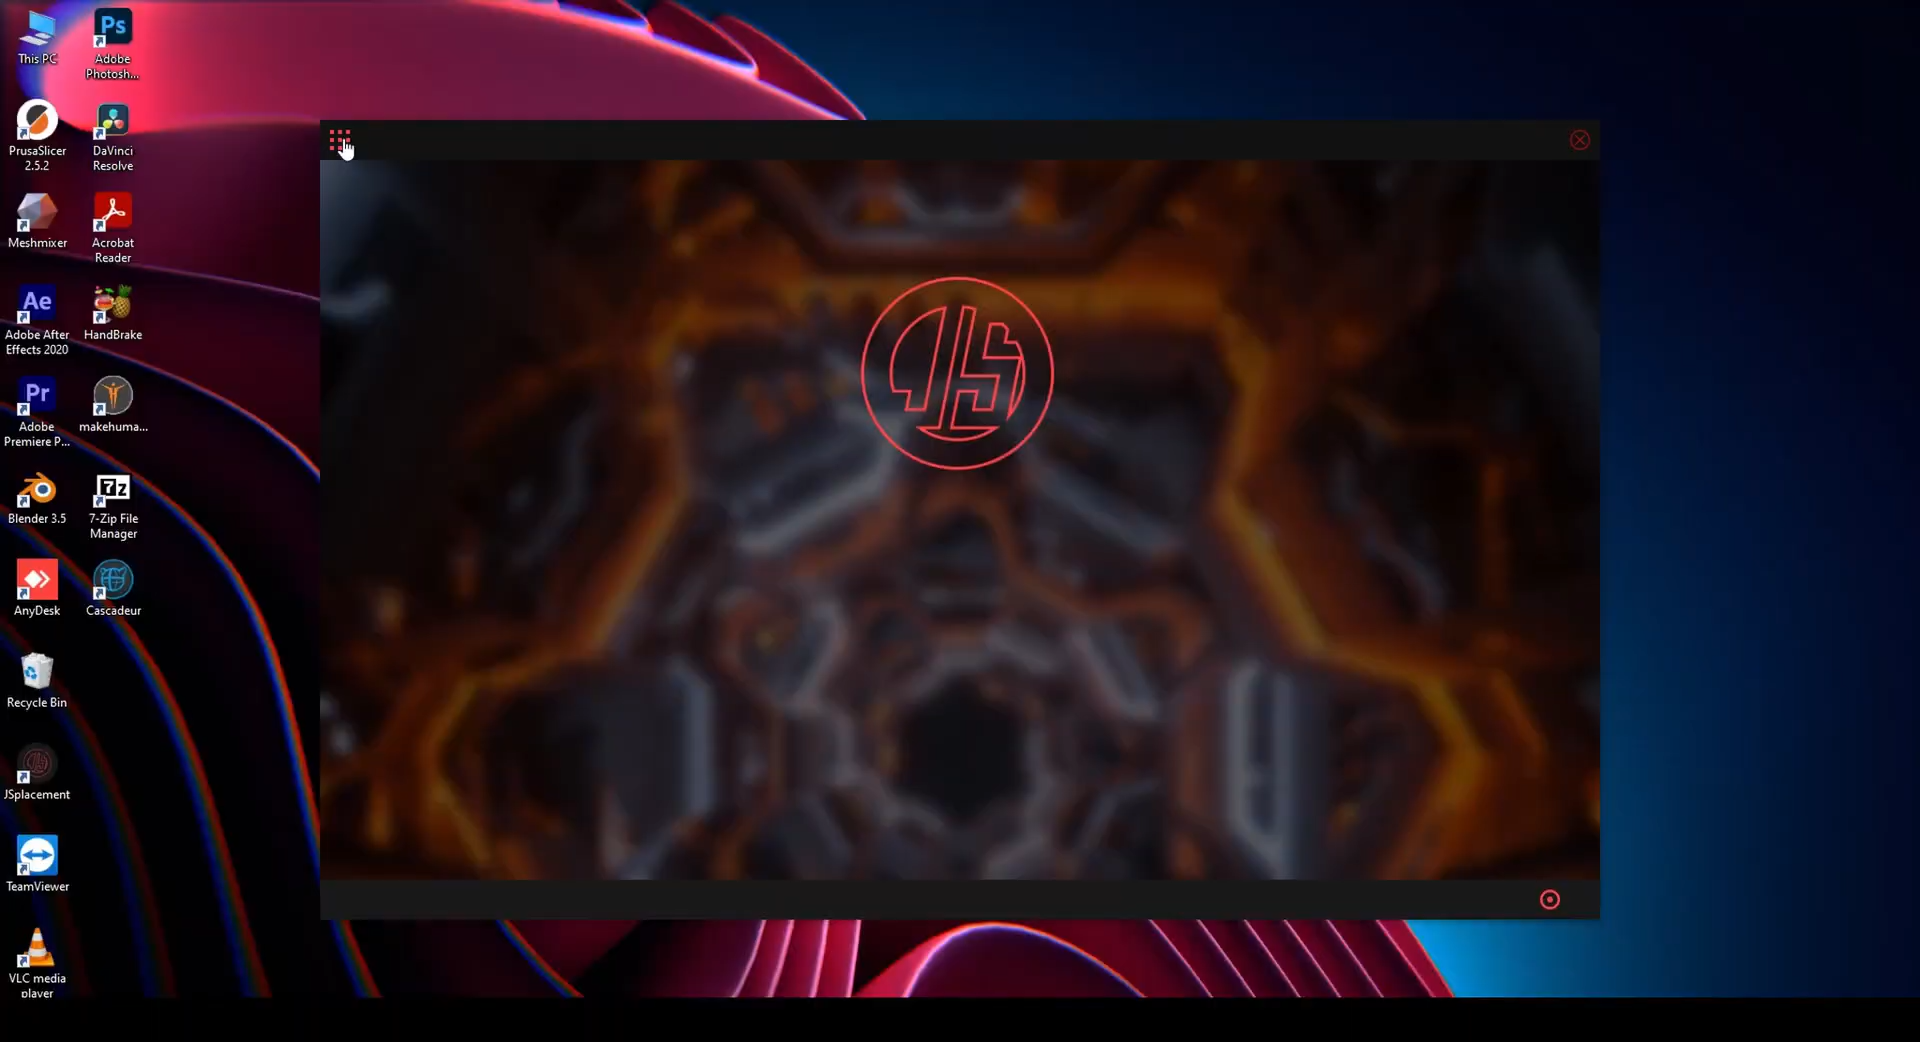 This PC
Ps
Adobe
Photosh...
PrusaSlicer
2.5.2
DaVinci
Resolve
Meshmixer
Acrobat
Reader
Ae
Adobe After
Effects 2020
HandBrake
Pr
Adobe
Premiere P...
makehuma...
Blender 3.5
7z
7-Zip File
Manager
AnyDesk
Cascadeur
Recycle Bin
JSplacement
TeamViewer
VLC media
player
JS